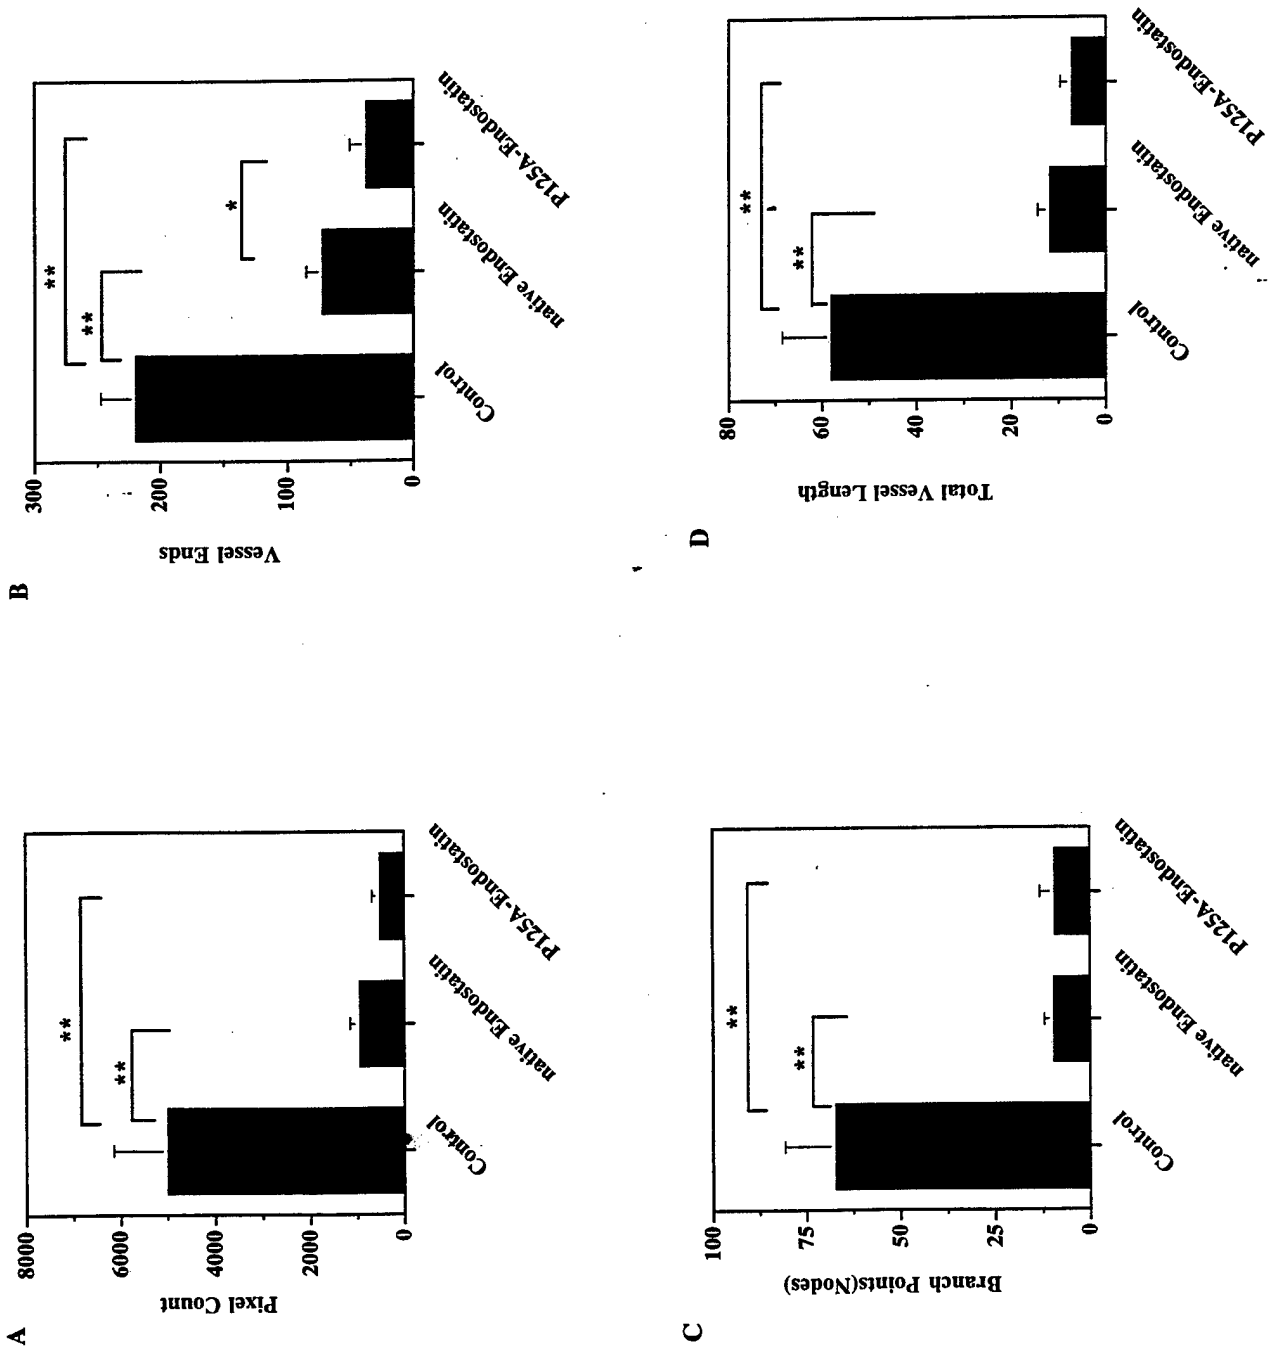 A
Pixel Count
8000
6000
4000
2000
0
**
**
Control
native Endostatin
P125A-Endostatin
B
Vessel Ends
300
200
100
0
**
**
*
Control
native Endostatin
P125A-Endostatin
C
Branch Points(Nodes)
100
75
50
25
0
**
**
Control
native Endostatin
P125A-Endostatin
D
Total Vessel Length
80
60
40
20
0
**
**
Control
native Endostatin
P125A-Endostatin